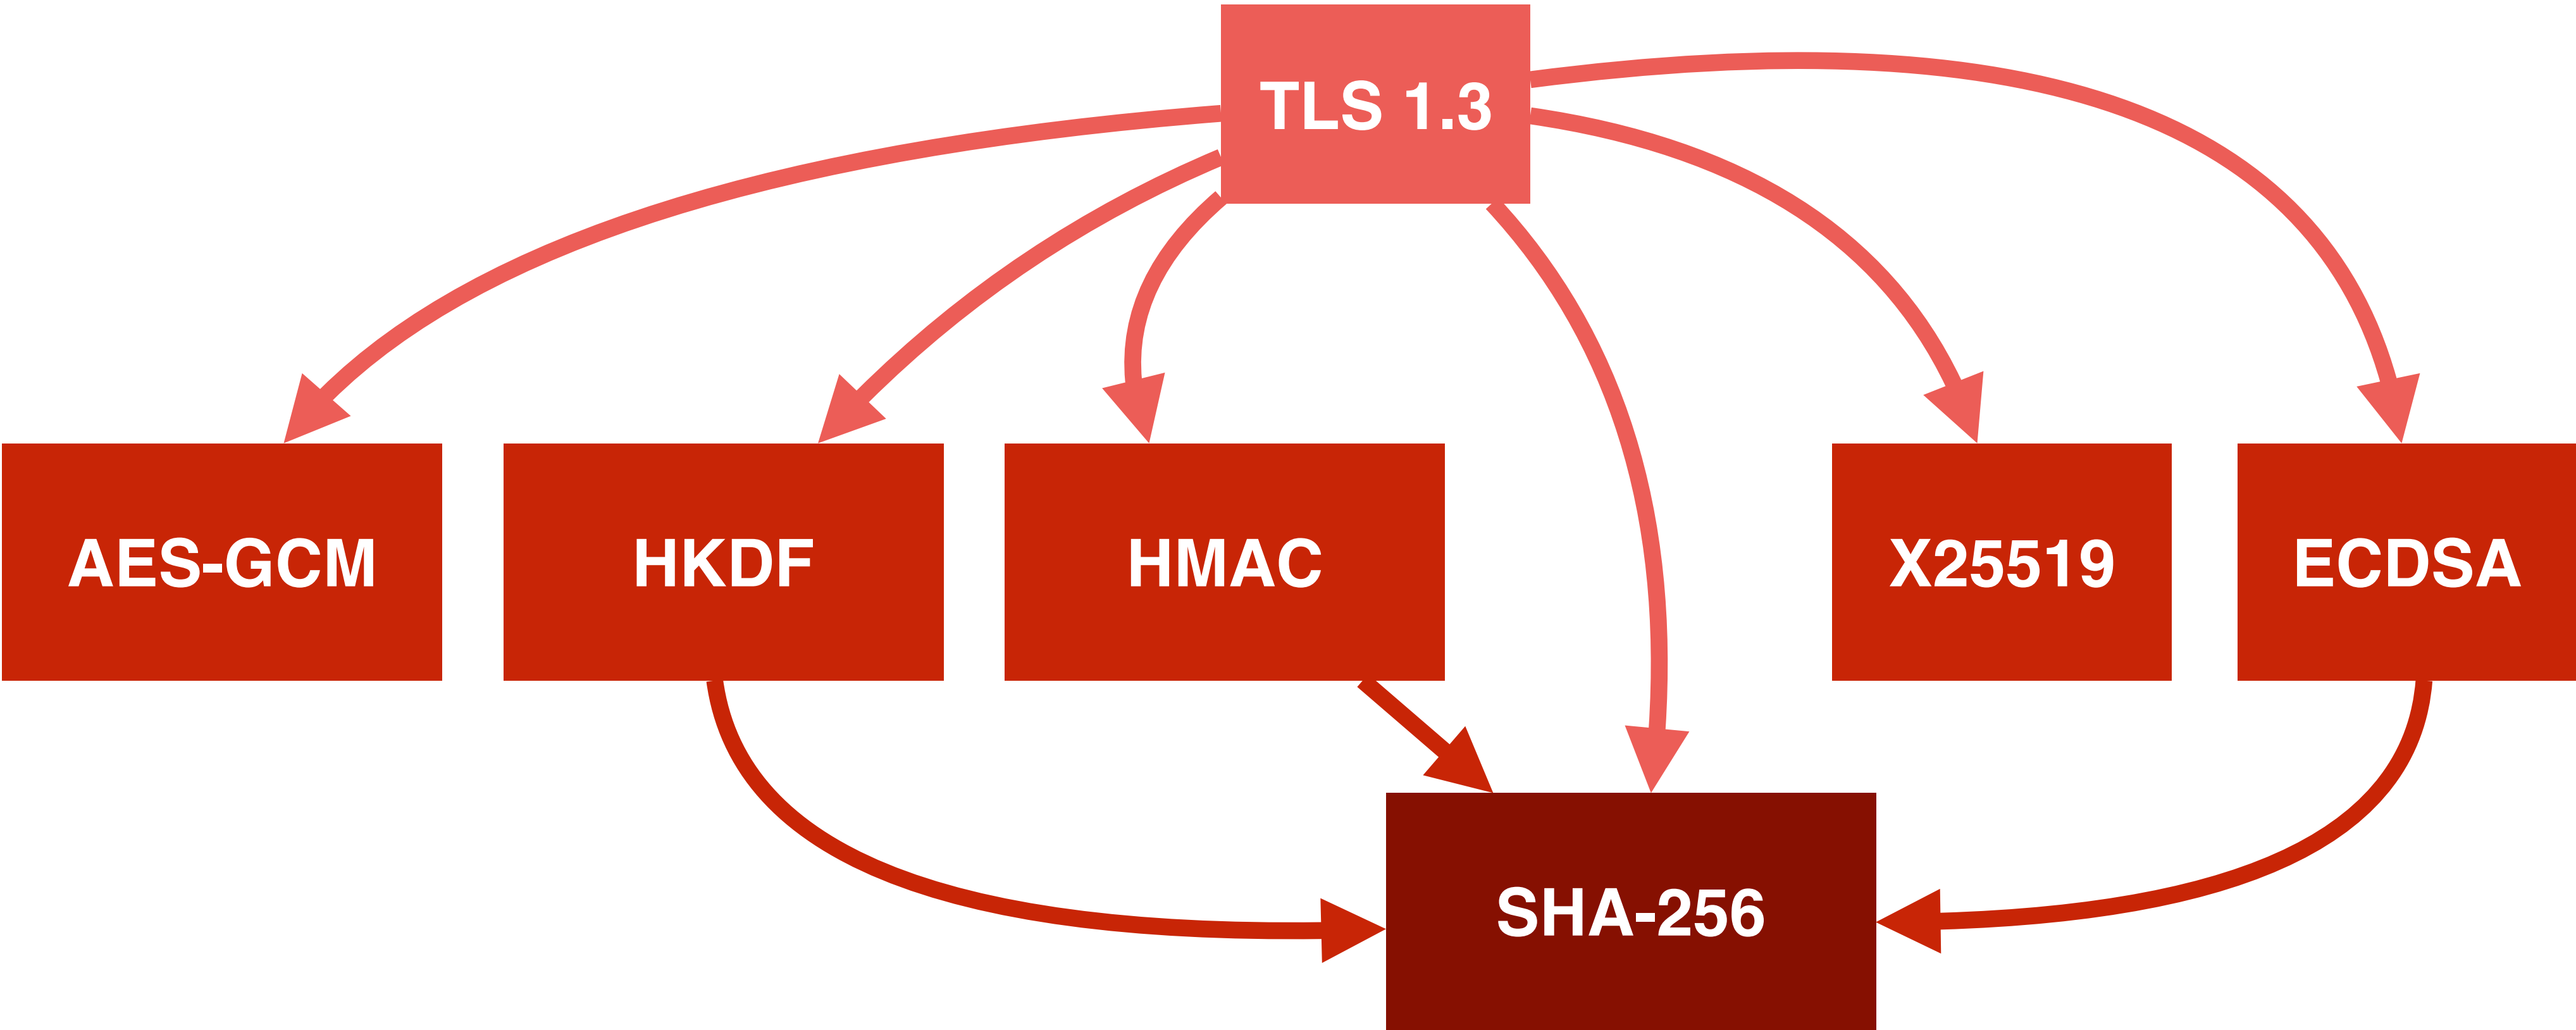 TLS 1.3
AES-GCM
HKDF
HMAC
X25519
ECDSA
SHA-256